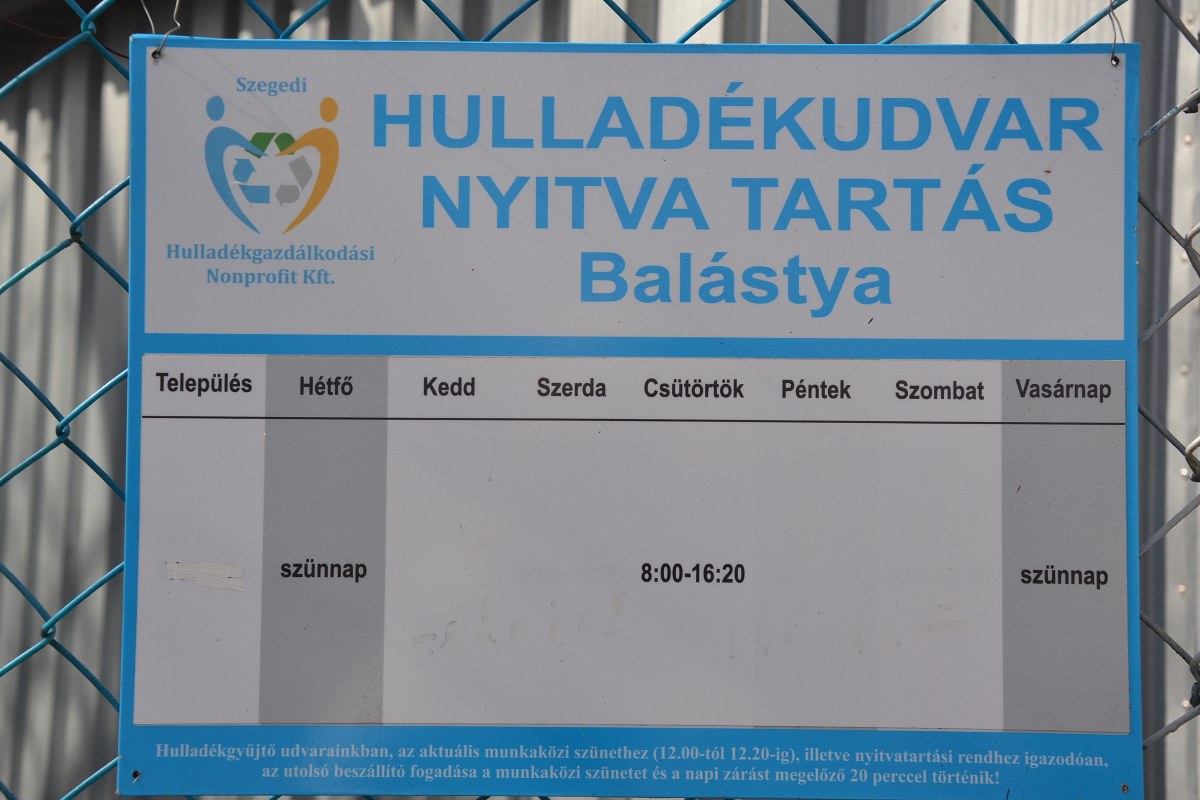 Szegedi
Hulladékgazdálkodási
Nonprofit Kft.
HULLADÉKUDVAR
NYITVA TARTÁS
Balástya
Település Hétfő Kedd Szerda Csütörtök Péntek Szombat Vasárnap
szünnap 8:00-16:20 szünnap
Hulladékgyűjtő udvarainkban, az aktuális munkaközi szünethez (12.00-tól 12.20-ig), illetve nyitvatartási rendhez igazodóan,
az utolsó beszállító fogadása a munkaközi szünetet és a napi zárást megelőző 20 perccel történik!